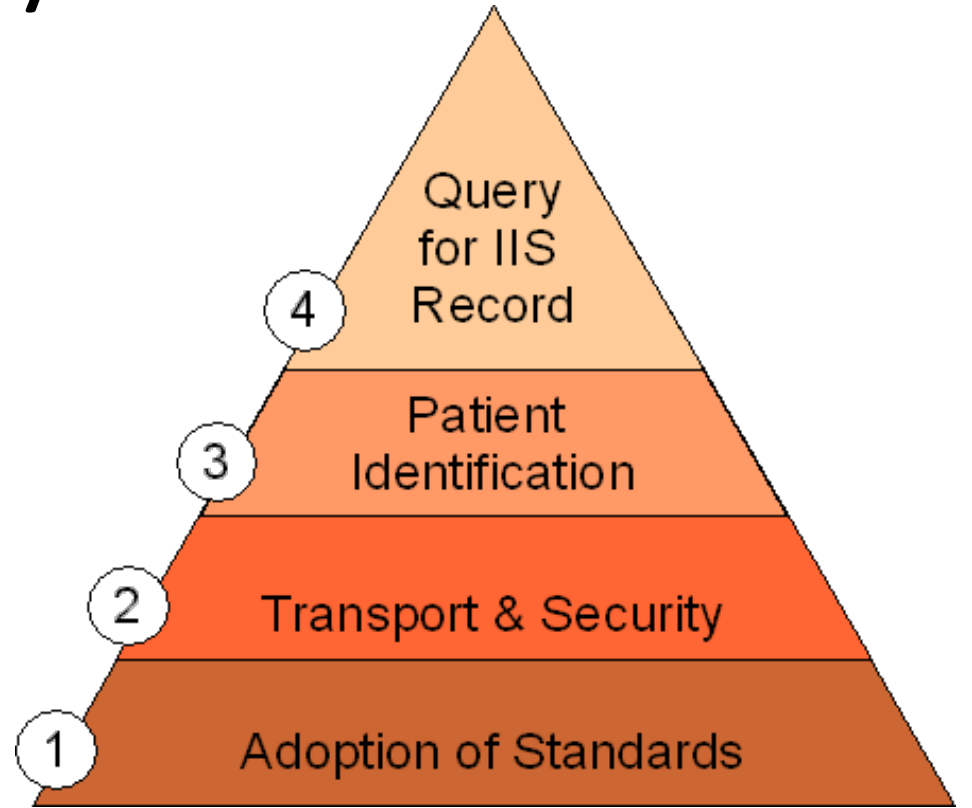 Query
for IIS
Record
4
Patient
Identification
3
2
Transport & Security
1
Adoption of Standards